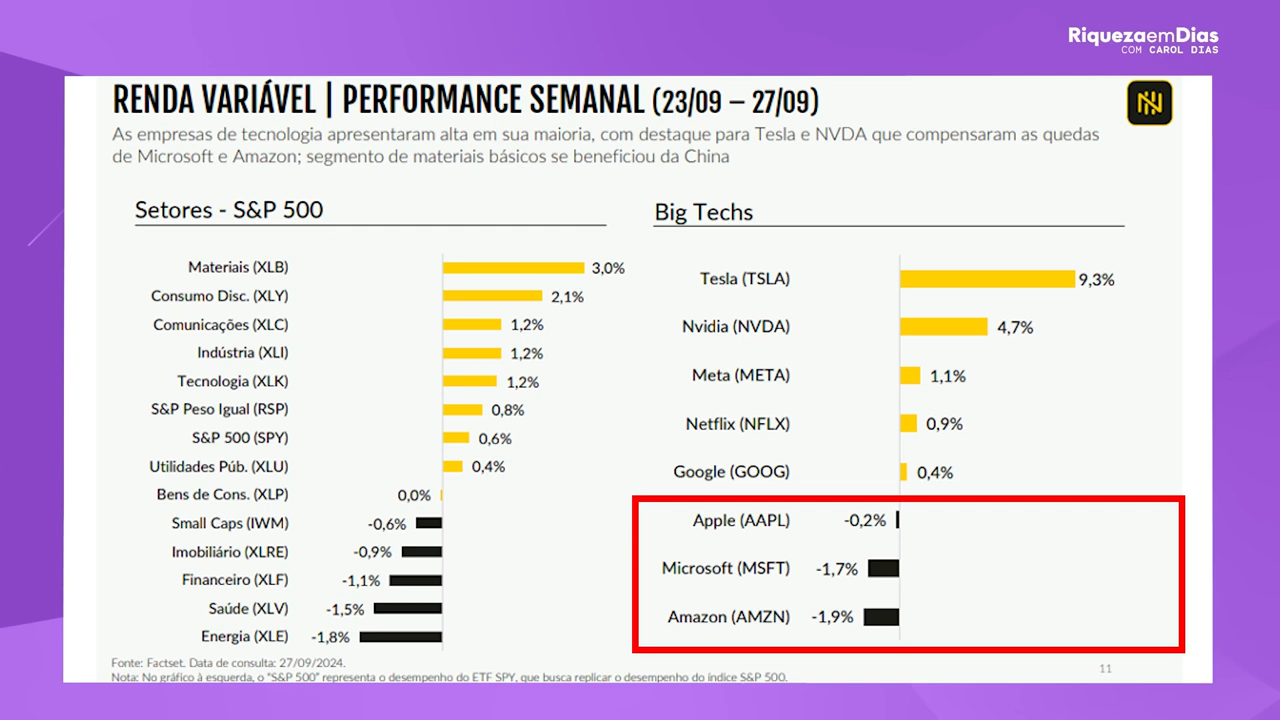 RiquezaemDias
COM CAROL DIAS
RENDA VARIÁVEL | PERFORMANCE SEMANAL (23/09 – 27/09)
As empresas de tecnologia apresentaram alta em sua maioria, com destaque para Tesla e NVDA que compensaram as quedas
de Microsoft e Amazon; segmento de materiais básicos se beneficiou da China
Setores - S&P 500
Materiais (XLB) 3,0%
Consumo Disc. (XLY) 2,1%
Comunicações (XLC) 1,2%
Indústria (XLI) 1,2%
Tecnologia (XLK) 1,2%
S&P Peso Igual (RSP) 0,8%
S&P 500 (SPY) 0,6%
Utilidades Púb. (XLU) 0,4%
Bens de Cons. (XLP) 0,0%
Small Caps (IWM) -0,6%
Imobiliário (XLRE) -0,9%
Financeiro (XLF) -1,1%
Saúde (XLV) -1,5%
Energia (XLE) -1,8%
Big Techs
Tesla (TSLA) 9,3%
Nvidia (NVDA) 4,7%
Meta (META) 1,1%
Netflix (NFLX) 0,9%
Google (GOOG) 0,4%
Apple (AAPL) -0,2%
Microsoft (MSFT) -1,7%
Amazon (AMZN) -1,9%
Fonte: Factset. Data de consulta: 27/09/2024.
Nota: No gráfico à esquerda, o "S&P 500" representa o desempenho do ETF SPY, que busca replicar o desempenho do índice S&P 500.
11